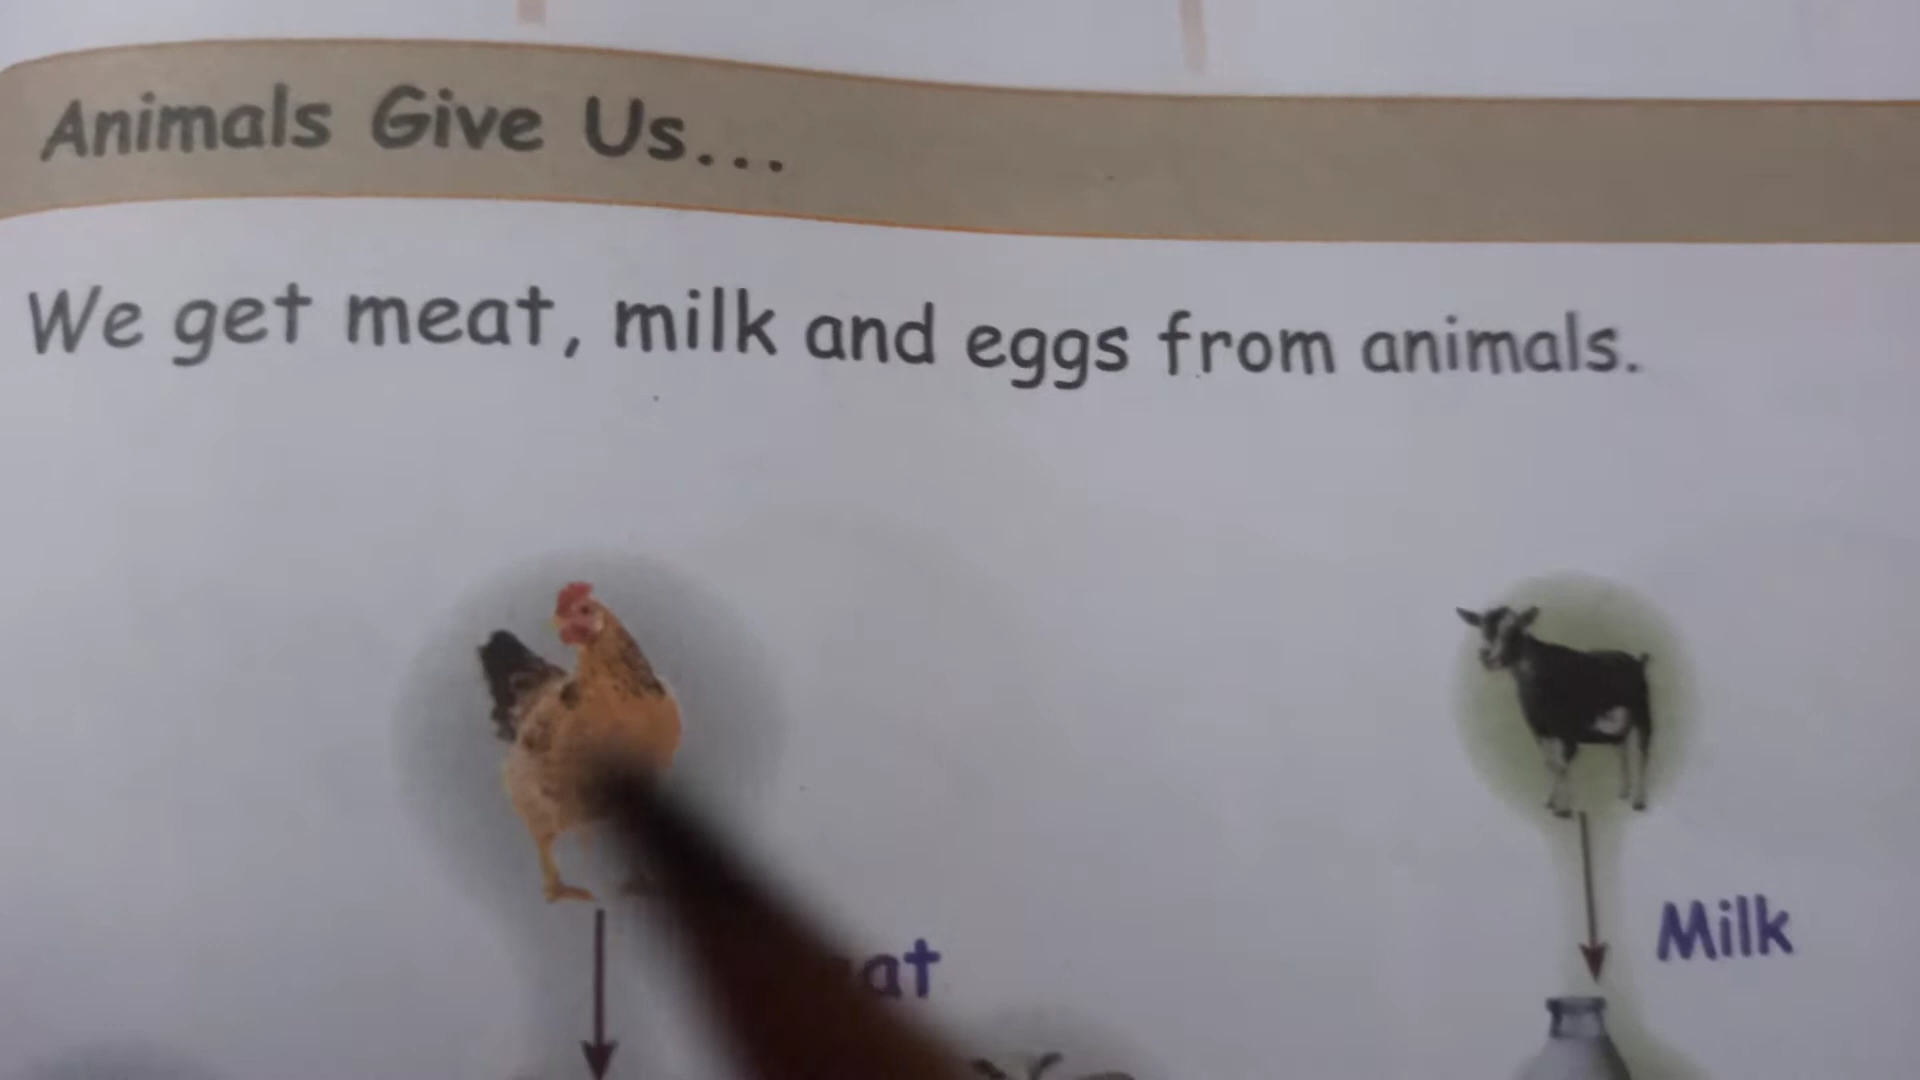 Animals Give Us...
We get meat, milk and eggs from animals.
Milk